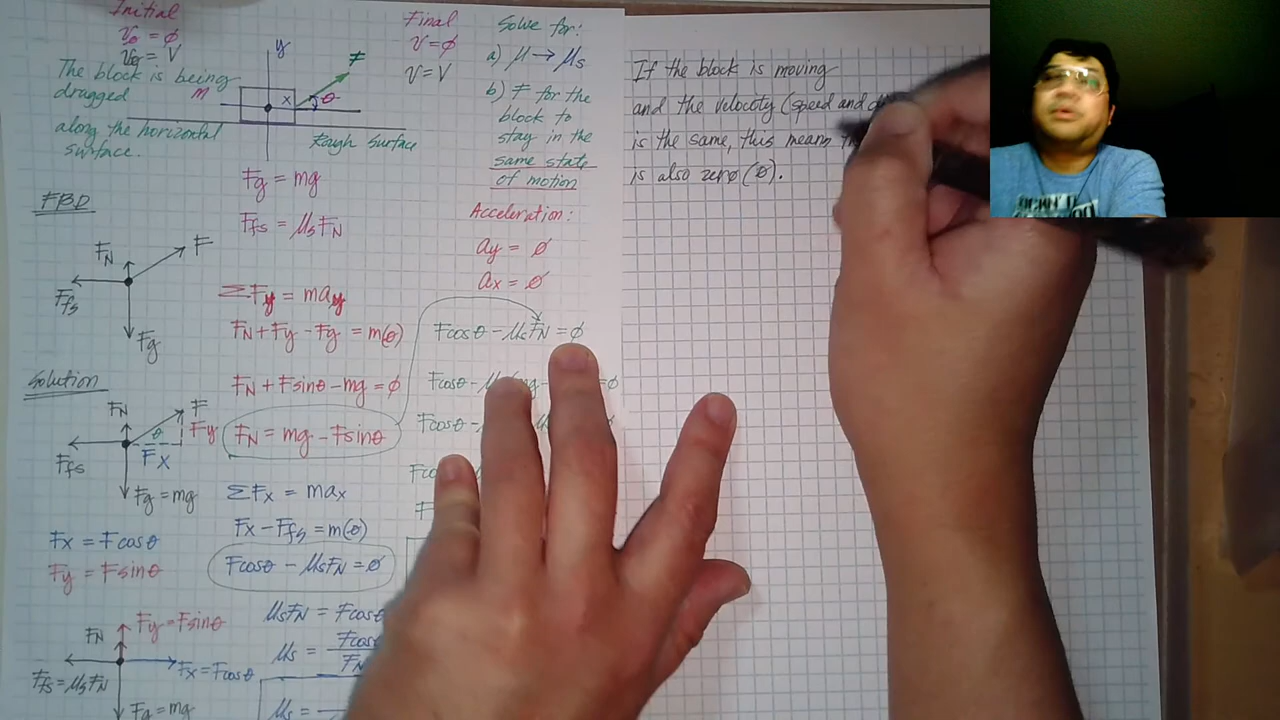 Initial
v₀ = ø
v₀ = V
The block is being
dragged
along the horizontal
surface.
m
y
x
θ
F
Rough Surface
Final
v = ø
v = V
Solve for:
a) μ → μs
b) F for the
block to
stay in the
same state
of motion
FBD
FN
F
Ffs
Fg
Fg = mg
Ffs = μsFN
ΣFy = may
FN + Fy - Fg = m(ø)
FN + Fsinθ - mg = ø
FN = mg - Fsinθ
Acceleration:
ay = ø
ax = ø
Fcosθ - μsFN = ø
Fcosθ -
Fcosθ -
Solution
FN
F
Fy
θ
Fx
Ffs
Fg = mg
Fx = Fcosθ
Fy = Fsinθ
ΣFx = max
Fx - Ffs = m(ø)
Fcosθ - μsFN = ø
μsFN = Fcosθ
μs =
μs =
FN
Fy = Fsinθ
Fx = Fcosθ
Ffs = μsFN
Fg = mg
If the block is moving
and the velocoty (speed and
is the same, this means
is also zerø (ø).